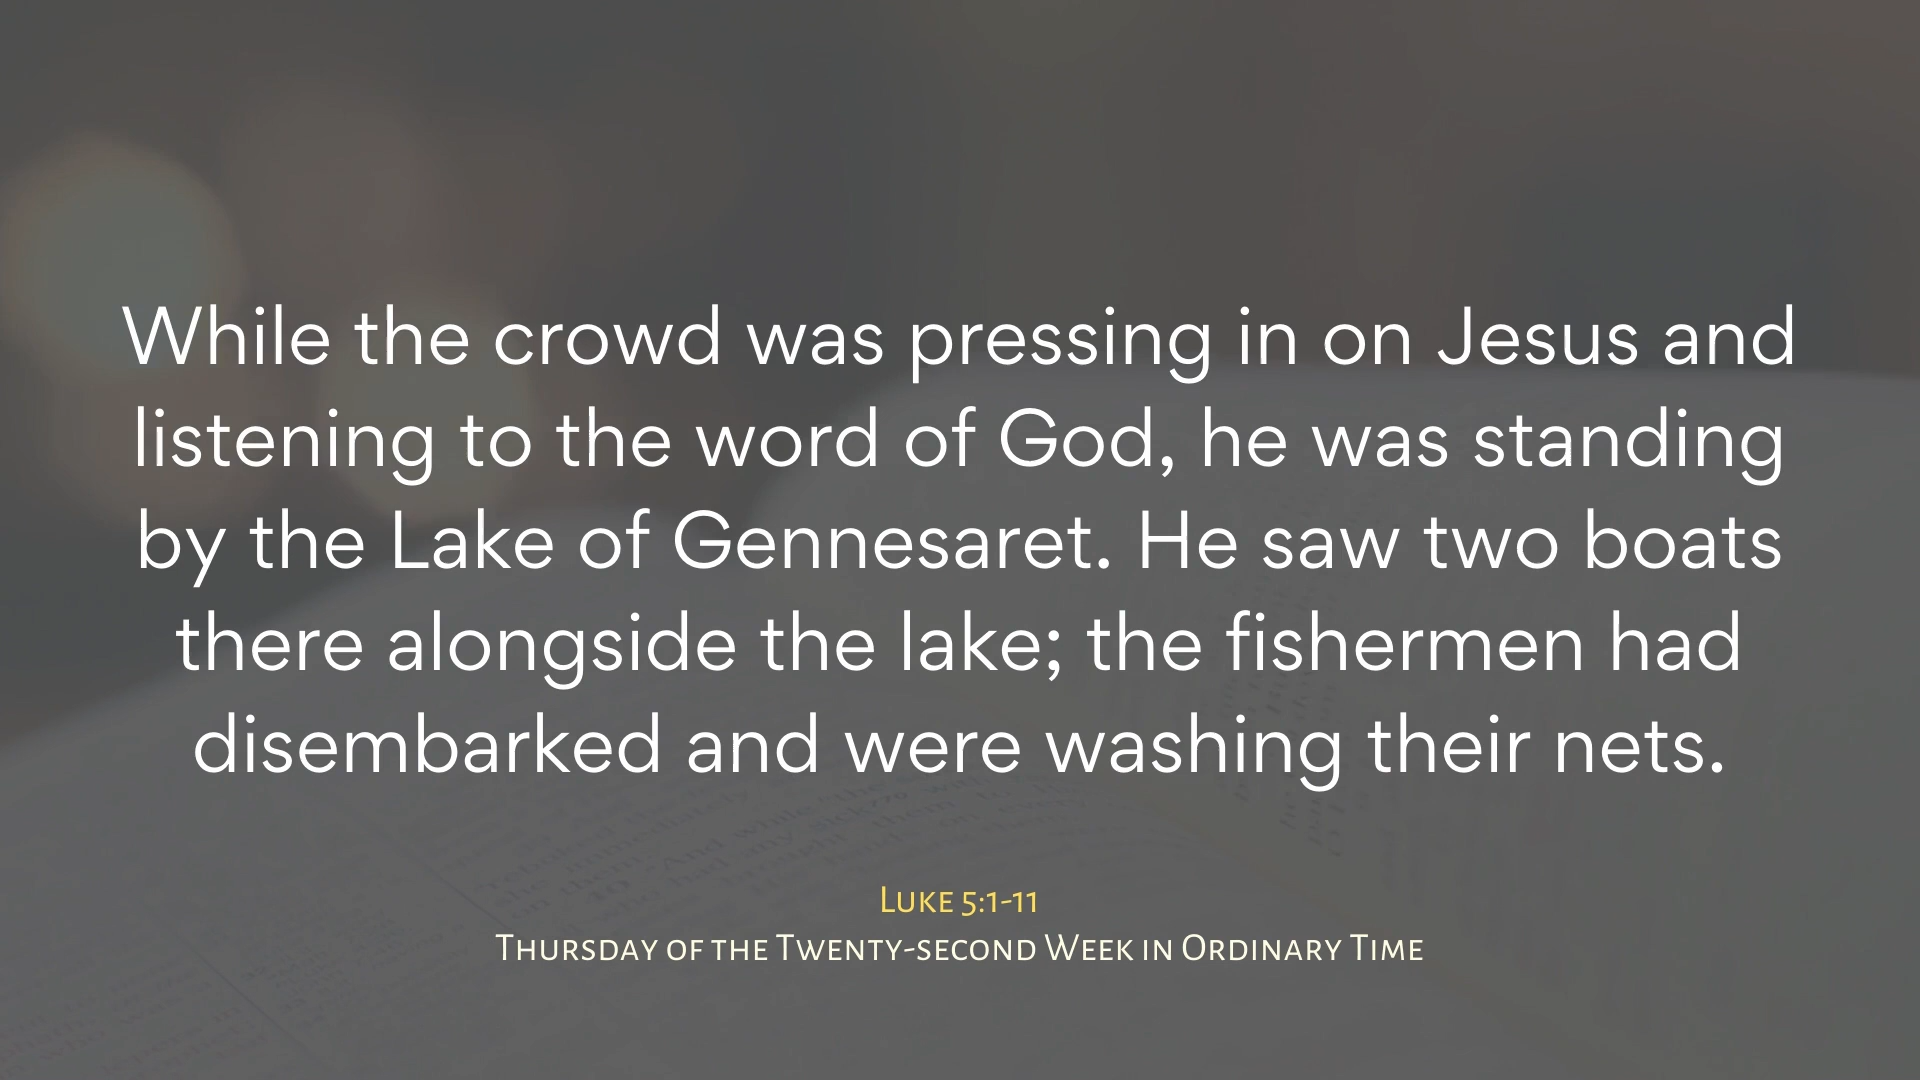 While the crowd was pressing in on Jesus and
listening to the word of God, he was standing
by the Lake of Gennesaret. He saw two boats
there alongside the lake; the fishermen had
disembarked and were washing their nets.
Luke 5:1-11
Thursday of the Twenty-second Week in Ordinary Time